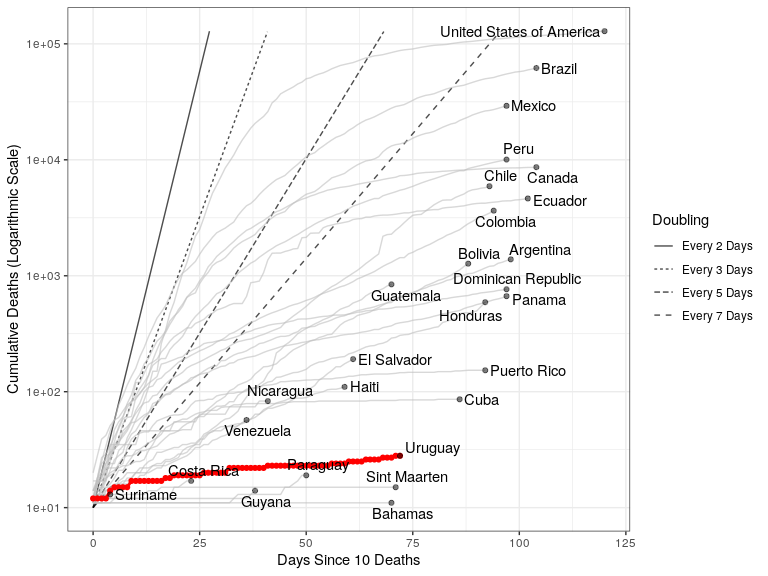 United States of America
1e+05
Brazil
Mexico
Peru
1e+04
Chile
Canada
Ecuador
Colombia
Bolivia
Argentina
1e+03
Dominican Republic
Guatemala
Panama
Honduras
El Salvador
Puerto Rico
Haiti
Nicaragua
1e+02
Cuba
Venezuela
Uruguay
Costa Rica
Paraguay
Sint Maarten
Suriname
Guyana
1e+01
Bahamas
0
25
50
75
100
125
Days Since 10 Deaths
Cumulative Deaths (Logarithmic Scale)
Doubling
Every 2 Days
Every 3 Days
Every 5 Days
Every 7 Days